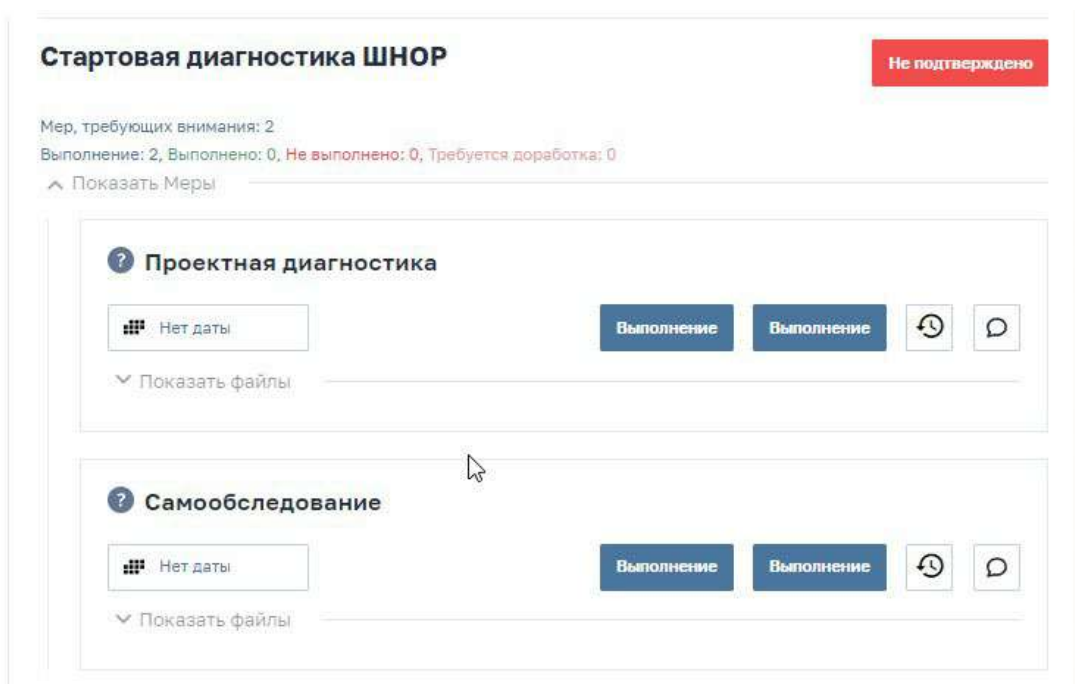 Стартовая диагностика ШНОР
Не подтверждено
Мер, требующих внимания: 2
Выполнение: 2, Выполнено: 0, Не выполнено: 0, Требуется доработка: 0
Показать Меры
? Проектная диагностика
Нет даты
Выполнение
Выполнение
Показать файлы
? Самообследование
Нет даты
Выполнение
Выполнение
Показать файлы